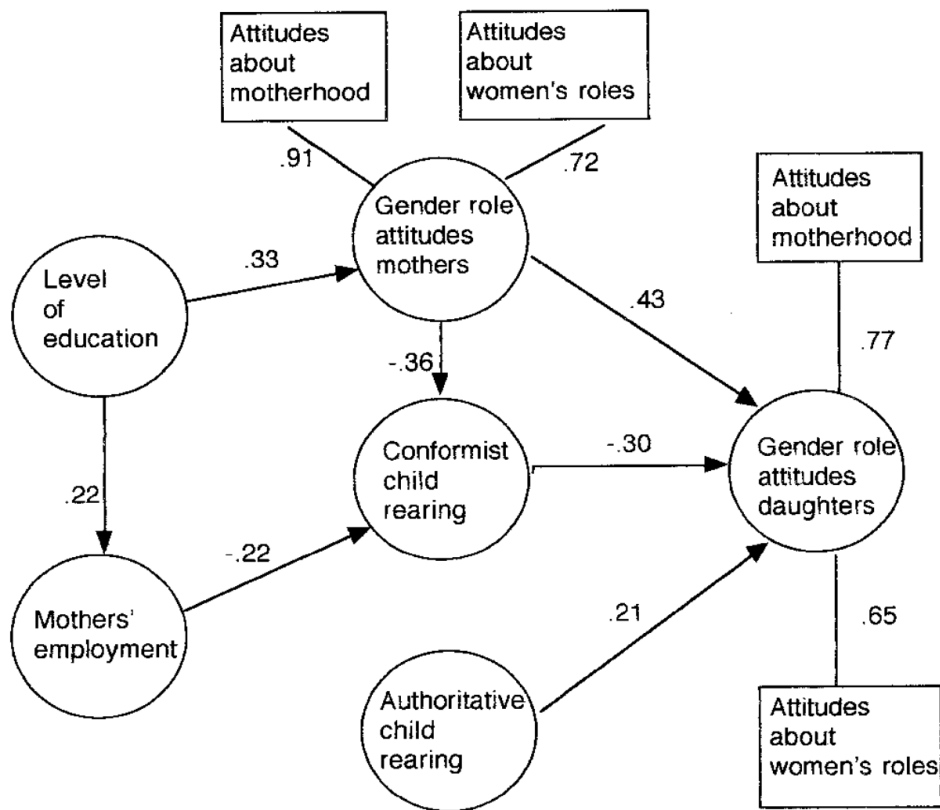 Attitudes
about
motherhood
Attitudes
about
women's roles
.91
.72
Gender role
attitudes
mothers
Attitudes
about
motherhood
.33
Level
of
education
.43
.77
-.36
Conformist
child
rearing
-.30
Gender role
attitudes
daughters
.22
-.22
Mothers'
employment
.21
.65
Authoritative
child
rearing
Attitudes
about
women's roles